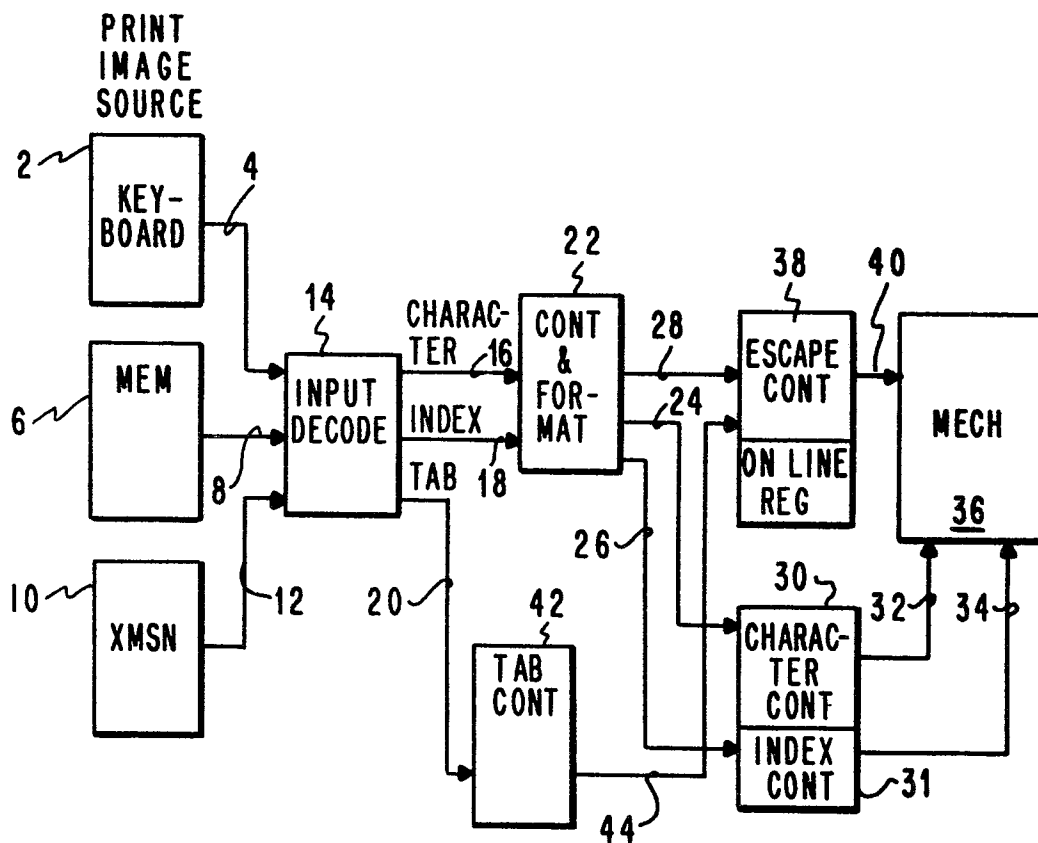 PRINT
IMAGE
SOURCE
2
KEY-
BOARD
4
6
MEM
8
10
XMSN
12
14
INPUT
DECODE
CHARAC-
TER
16
INDEX
18
TAB
20
22
CONT
&
FOR-
MAT
28
24
26
42
TAB
CONT
44
38
ESCAPE
CONT
ON LINE
REG
40
MECH
36
30
CHARAC-
TER
CONT
INDEX
CONT
31
32
34